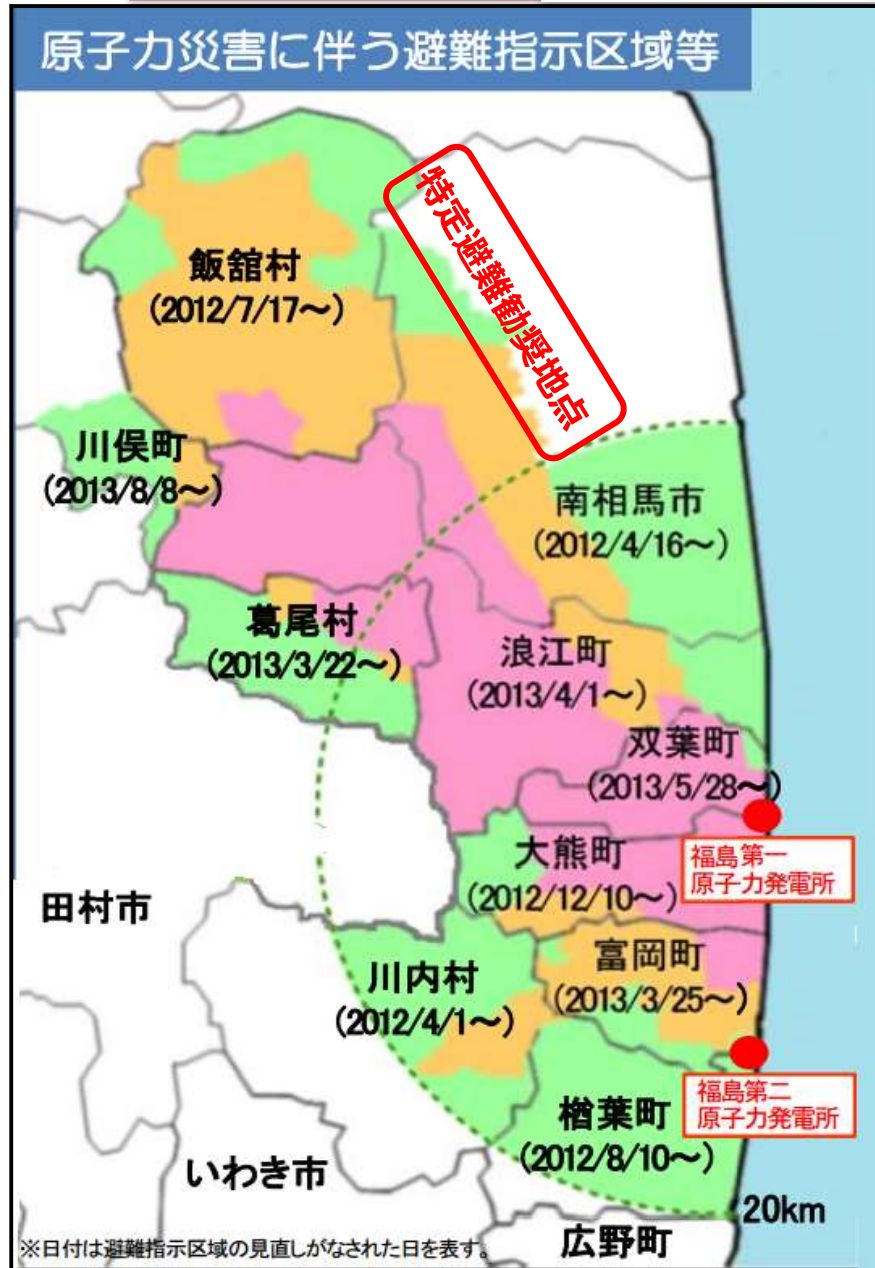 原子力災害に伴う避難指示区域等
特定避難勧奨地点
飯舘村
(2012/7/17～)
川俣町
(2013/8/8～)
南相馬市
(2012/4/16～)
葛尾村
(2013/3/22～)
浪江町
(2013/4/1～)
双葉町
(2013/5/28～)
大熊町
(2012/12/10～)
福島第一
原子力発電所
田村市
富岡町
(2013/3/25～)
川内村
(2012/4/1～)
福島第二
原子力発電所
楢葉町
(2012/8/10～)
いわき市
20km
広野町
※日付は避難指示区域の見直しがなされた日を表す。